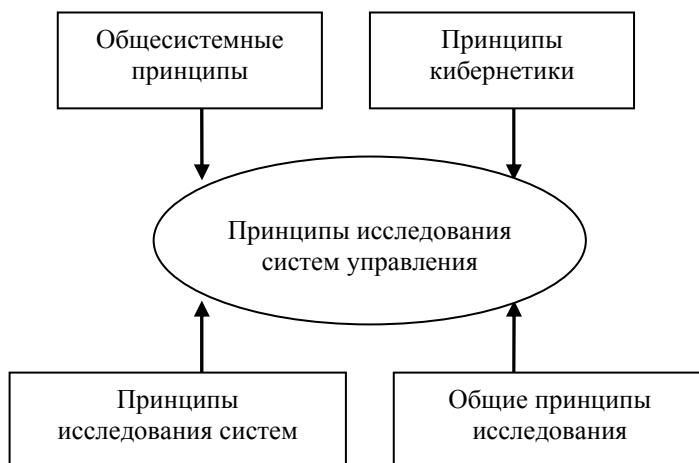 Общесистемные
принципы
Принципы
кибернетики
Принципы исследования
систем управления
Принципы
исследования систем
Общие принципы
исследования